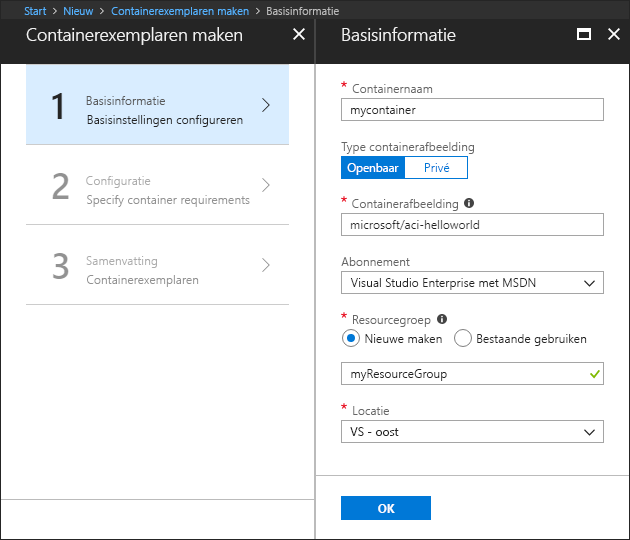 Start > Nieuw > Containerexemplaren maken > Basisinformatie
Containerexemplaren maken
1
Basisinformatie
Basisinstellingen configureren
2
Configuratie
Specify container requirements
3
Samenvatting
Containerexemplaren
Basisinformatie
* Containernaam
mycontainer
Type containerafbeelding
Openbaar Privé
* Containerafbeelding
microsoft/aci-helloworld
Abonnement
Visual Studio Enterprise met MSDN
* Resourcegroep
Nieuwe maken Bestaande gebruiken
myResourceGroup
* Locatie
VS - oost
OK